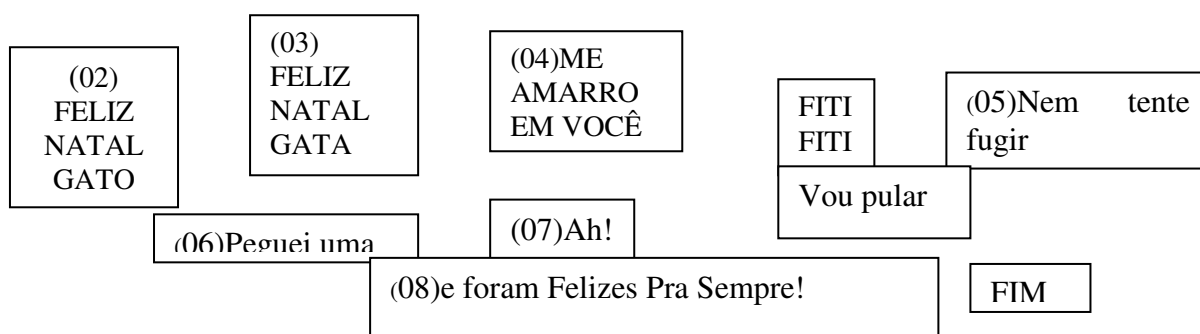 (02)
FELIZ
NATAL
GATO
(03)
FELIZ
NATAL
GATA
(04)ME
AMARRO
EM VOCÊ
FITI
FITI
(05)Nem tente
fugir
Vou pular
(06)Peguei uma
(07)Ah!
(08)e foram Felizes Pra Sempre!
FIM